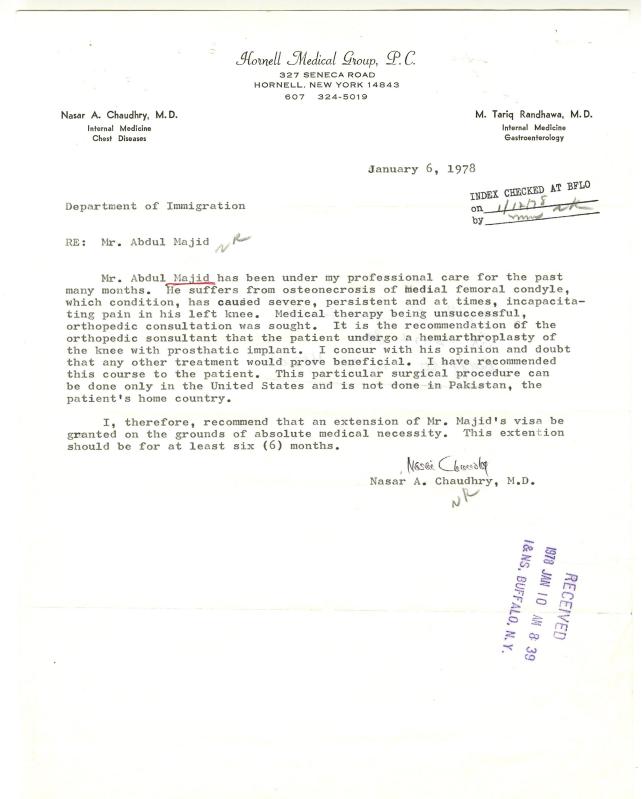 Hornell Medical Group, P.C.
327 SENECA ROAD
HORNELL, NEW YORK 14843
607 324-5019
Nasar A. Chaudhry, M.D.
Internal Medicine
Chest Diseases
M. Tariq Randhawa, M.D.
Internal Medicine
Gastroenterology
January 6, 1978
INDEX CHECKED AT BFLO
on 1/12/78
by
Department of Immigration
RE: Mr. Abdul Majid NR
Mr. Abdul Majid has been under my professional care for the past
many months. He suffers from osteonecrosis of medial femoral condyle,
which condition, has caused severe, persistent and at times, incapacita-
ting pain in his left knee. Medical therapy being unsuccessful,
orthopedic consultation was sought. It is the recommendation of the
orthopedic sonsultant that the patient undergo a hemiarthroplasty of
the knee with prosthatic implant. I concur with his opinion and doubt
that any other treatment would prove beneficial. I have recommended
this course to the patient. This particular surgical procedure can
be done only in the United States and is not done in Pakistan, the
patient's home country.
I, therefore, recommend that an extension of Mr. Majid's visa be
granted on the grounds of absolute medical necessity. This extention
should be for at least six (6) months.
Nasar Chaudhry
Nasar A. Chaudhry, M.D.
NR
RECEIVED
1978 JAN 10 AM 8 39
I&NS, BUFFALO, N.Y.